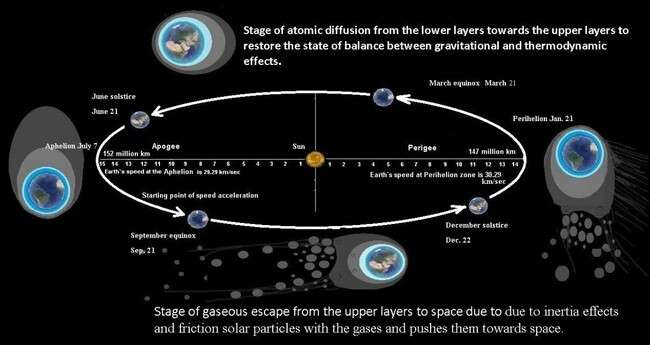 Stage of atomic diffusion from the lower layers towards the upper layers to
restore the state of balance between gravitational and thermodynamic
effects.
March equinox March 21
June solstice
June 21
Perihelion Jan. 21
Aphelion July 7
Apogee
Sun
Perigee
152 million km
147 million km
15 14 13 12 11 10 9 8 7 6 5 4 3 2 1 1 2 3 4 5 6 7 8 9 10 11 12 13 14
Earth's speed at the Aphelion is 29.29 km/sec
Earth's speed at Perihelion zone is 30.29
km/sec
Starting point of speed acceleration
September equinox
Sep, 21
December solstice
Dec. 22
Stage of gaseous escape from the upper layers to space due to due to inertia effects
and friction solar particles with the gases and pushes them towards space.